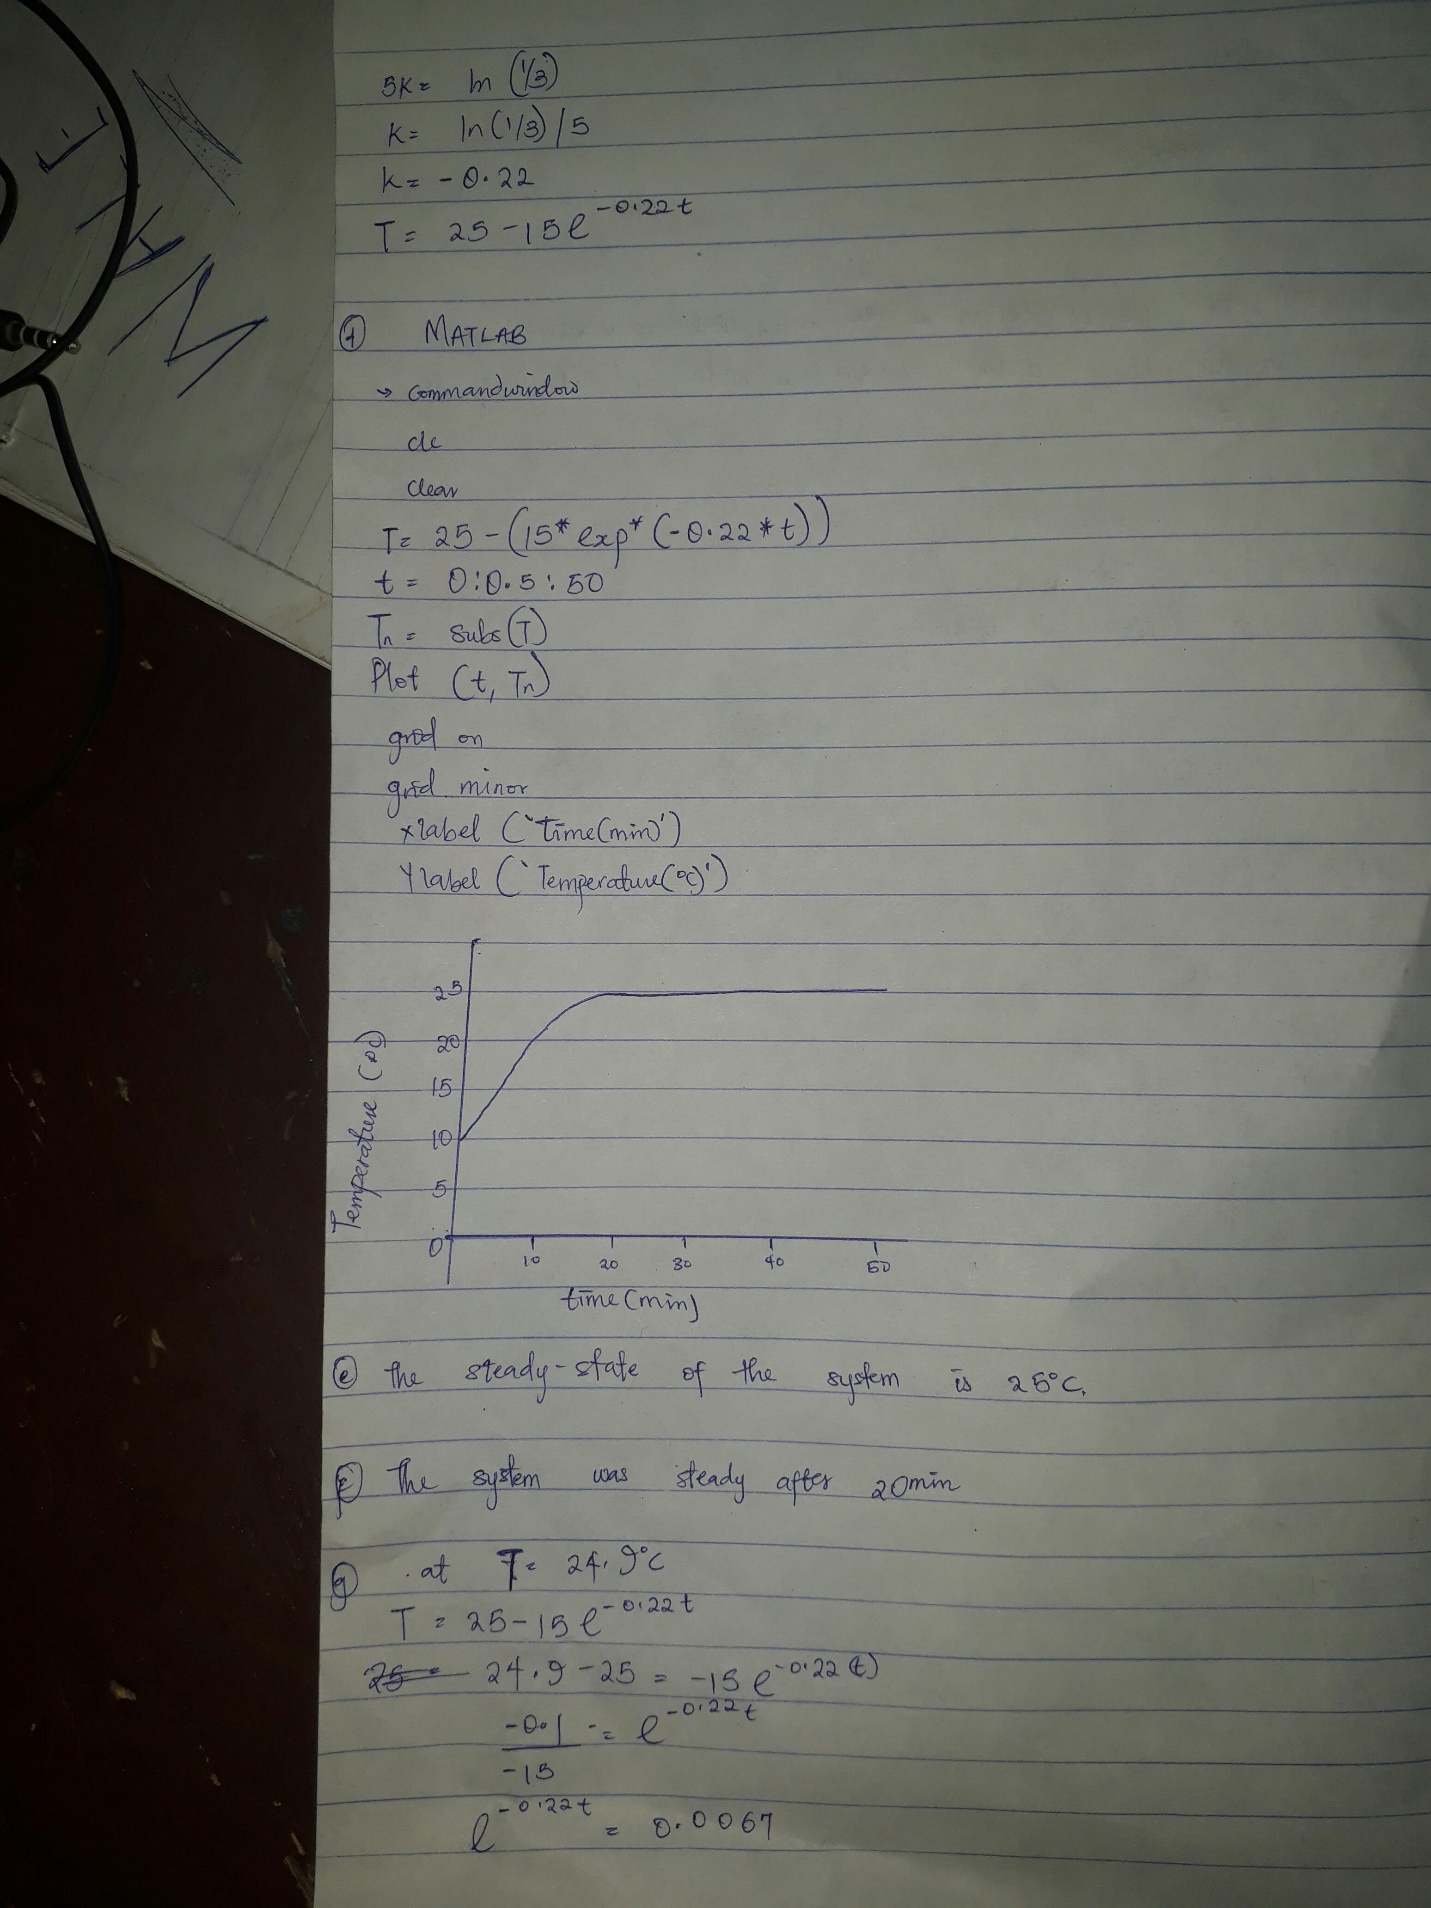 5K = ln (1/3)
K = ln(1/3)/5
K = -0.22
T = 25 - 15e^-0.22t
(d) MATLAB
→ Commandwindow
clc
clear
T = 25 - (15* exp* (-0.22*t))
t = 0:0.5:50
Tn = subs(T)
Plot (t, Tn)
grid on
grid minor
xlabel ('time(min)')
Ylabel ('Temperature(°C)')
25
20
15
10
5
0
Temperature (°C)
10 20 30 40 50
time (min)
(e) the steady-state of the system is 25°C.
(f) The system was steady after 20min
(g) . at T = 24.9°C
T = 25 - 15 e^-0.22t
24.9 - 25 = -15 e^-0.22(t)
-0.1 = e^-0.22t
-15
e^-0.22t = 0.0067